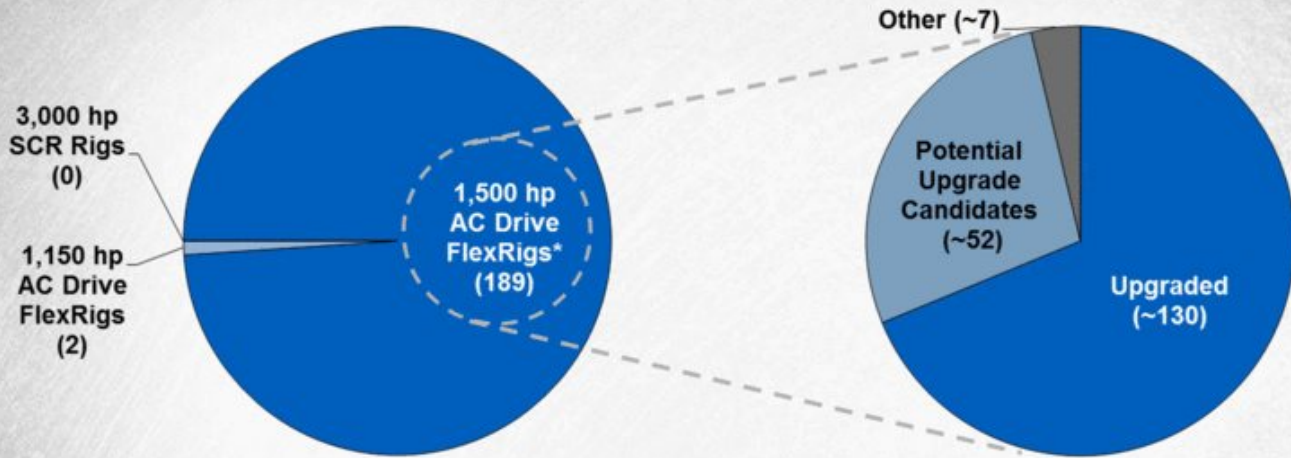 3,000 hp
SCR Rigs
(0)
1,150 hp
AC Drive
FlexRigs
(2)
1,500 hp
AC Drive
FlexRigs*
(189)
Other (~7)
Potential
Upgrade
Candidates
(~52)
Upgraded
(~130)